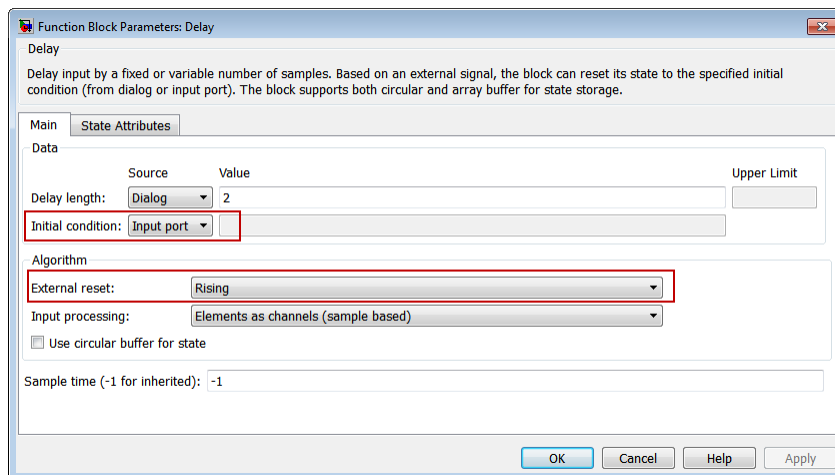 Function Block Parameters: Delay
Delay
Delay input by a fixed or variable number of samples. Based on an external signal, the block can reset its state to the specified initial
condition (from dialog or input port). The block supports both circular and array buffer for state storage.
Main State Attributes
Data
Source Value Upper Limit
Delay length: Dialog 2
Initial condition: Input port
Algorithm
External reset: Rising
Input processing: Elements as channels (sample based)
Use circular buffer for state
Sample time (-1 for inherited): -1
OK Cancel Help Apply